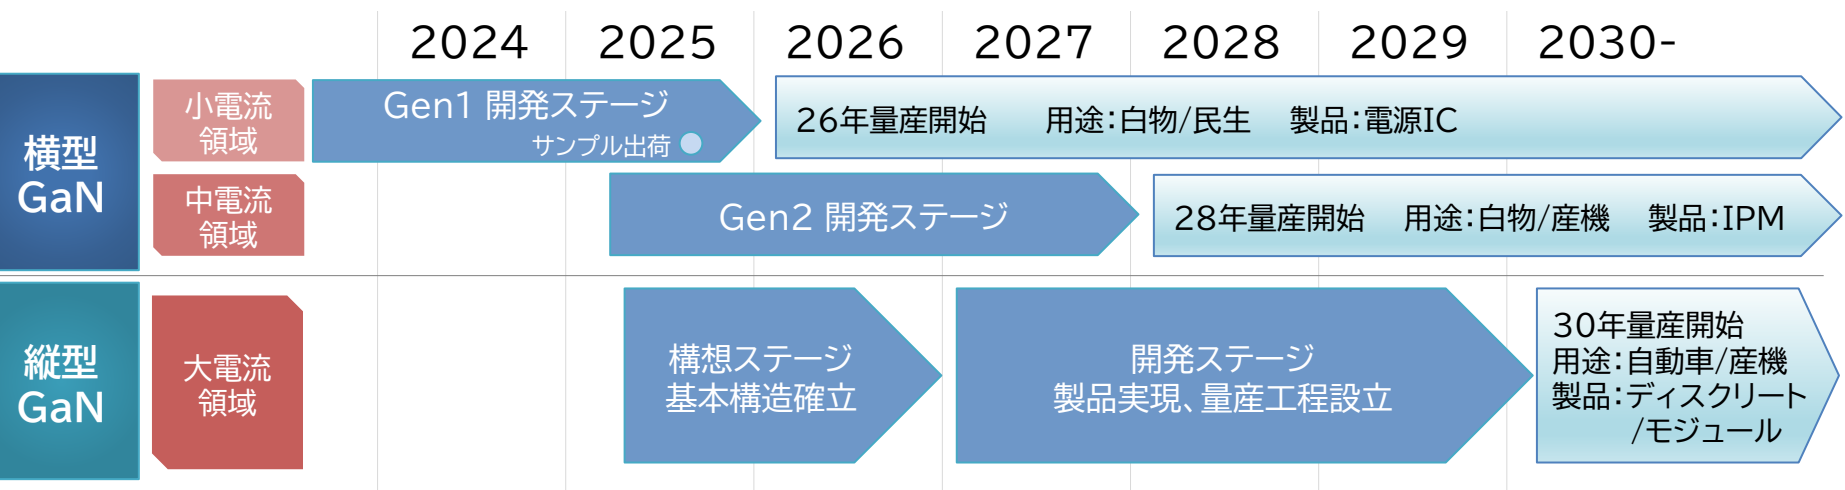 2024 2025 2026 2027 2028 2029 2030-
横型
GaN
小電流
領域
Gen1 開発ステージ
サンプル出荷
26年量産開始 用途：白物/民生 製品：電源IC
中電流
領域
Gen2 開発ステージ
28年量産開始 用途：白物/産機 製品：IPM
縦型
GaN
大電流
領域
構想ステージ
基本構造確立
開発ステージ
製品実現、量産工程設立
30年量産開始
用途：自動車/産機
製品：ディスクリート
/モジュール